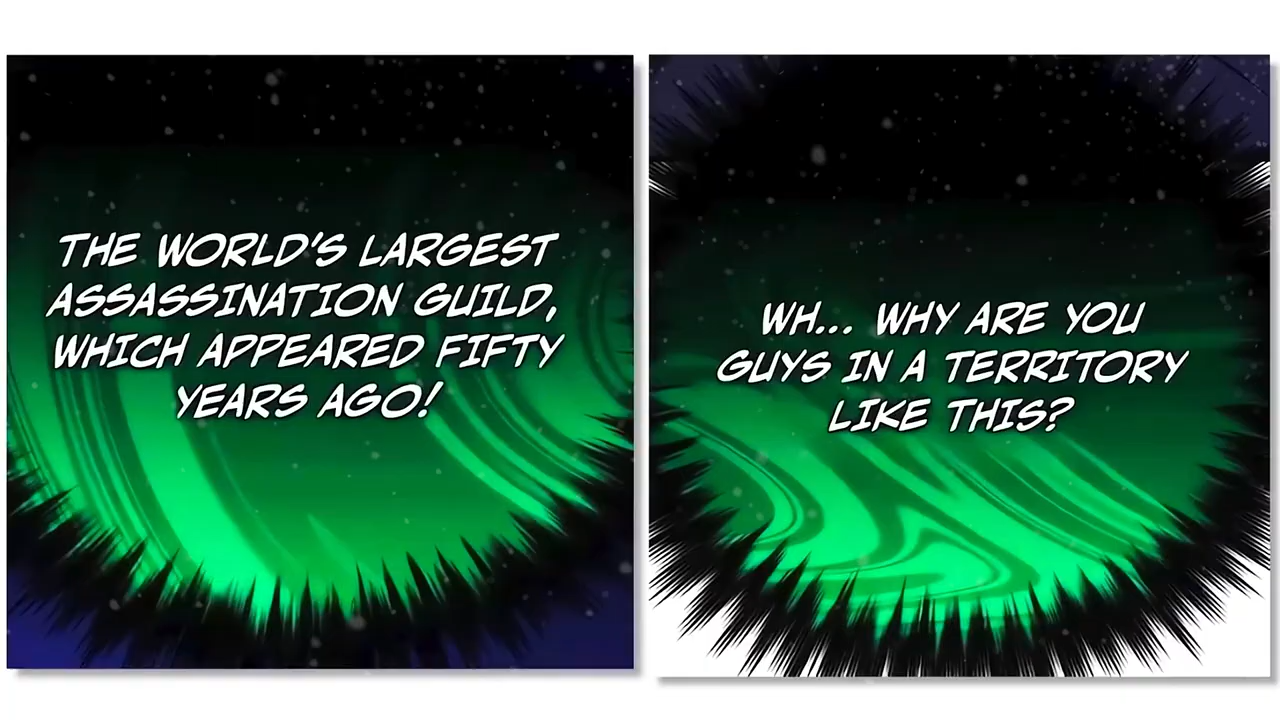 THE WORLD'S LARGEST
ASSASSINATION GUILD,
WHICH APPEARED FIFTY
YEARS AGO!
WH... WHY ARE YOU
GUYS IN A TERRITORY
LIKE THIS?